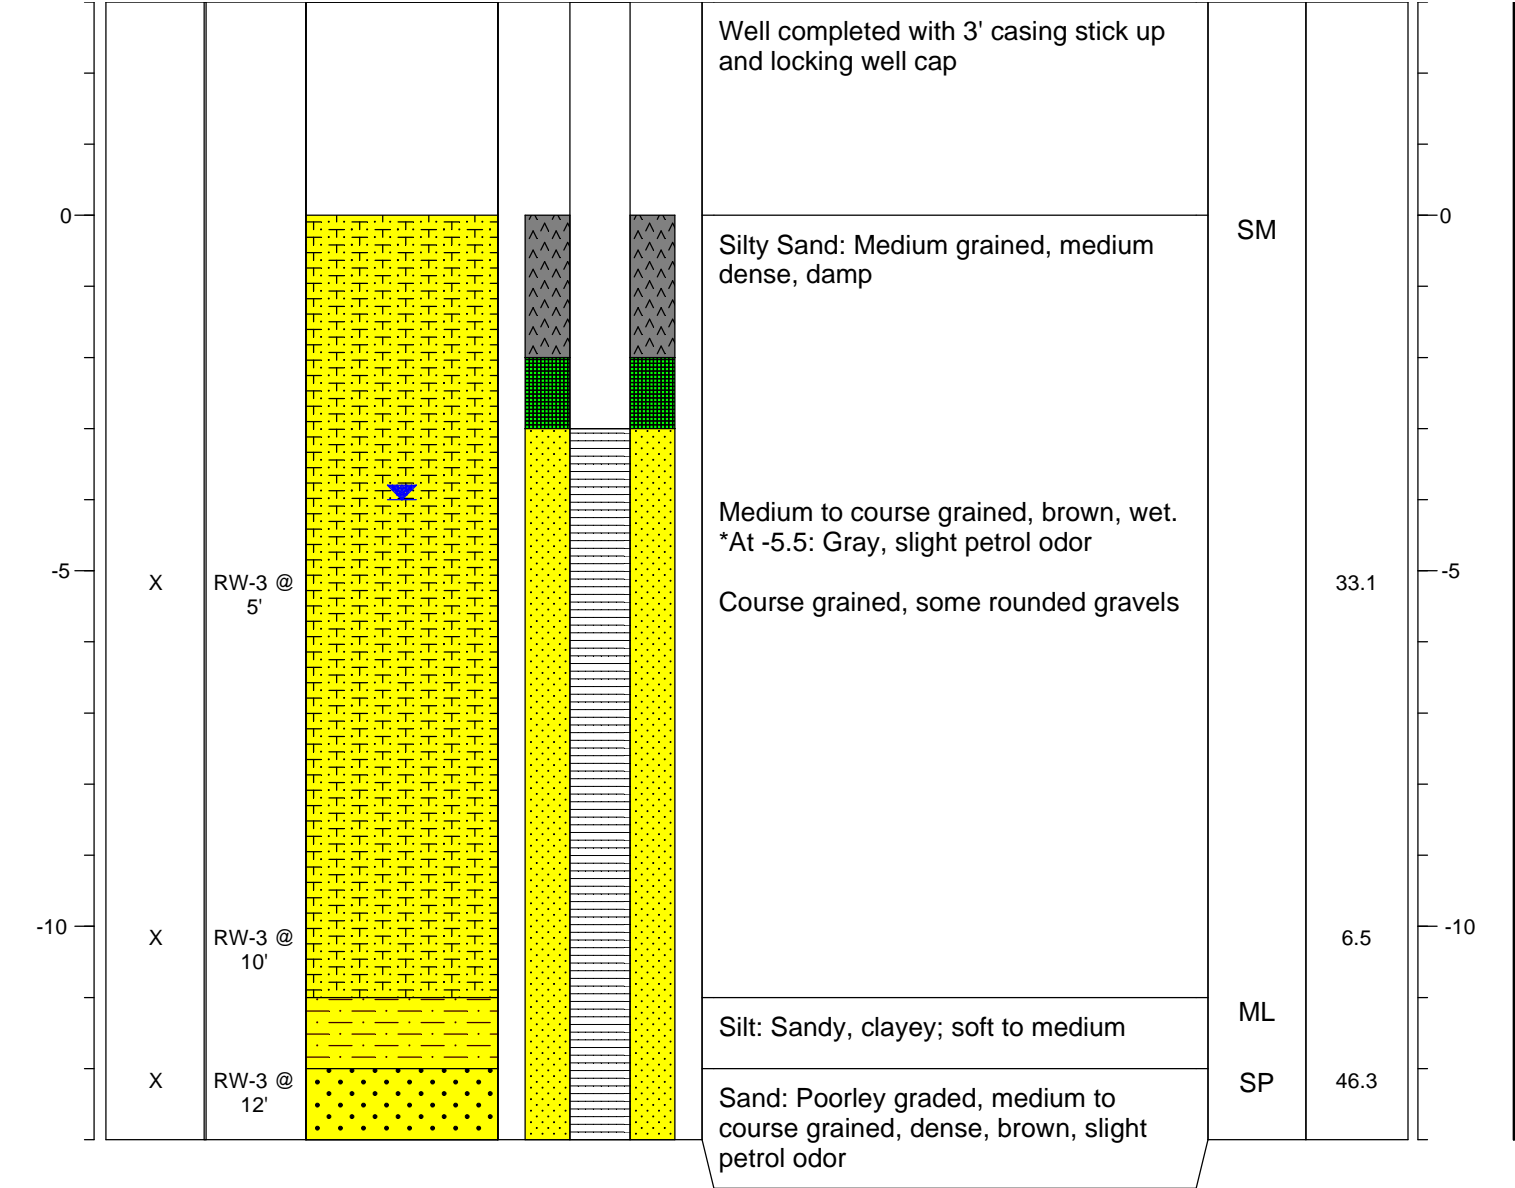 Well completed with 3' casing stick up
and locking well cap
0
SM
0
Silty Sand: Medium grained, medium
dense, damp
Medium to course grained, brown, wet.
*At -5.5: Gray, slight petrol odor
-5
X
RW-3 @
5'
33.1
-5
Course grained, some rounded gravels
-10
X
RW-3 @
10'
6.5
-10
ML
Silt: Sandy, clayey; soft to medium
X
RW-3 @
12'
SP
46.3
Sand: Poorley graded, medium to
course grained, dense, brown, slight
petrol odor